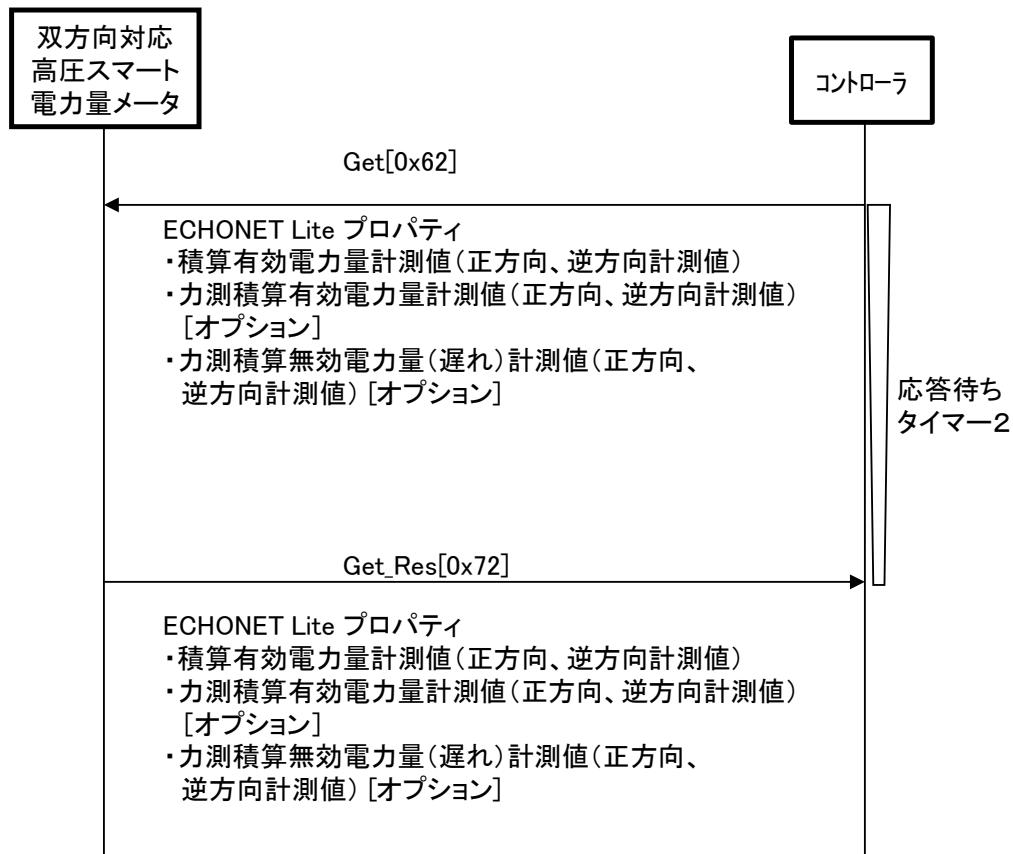 双方向対応
高圧スマート
電力量メータ
コントローラ
Get[0x62]
ECHONET Lite プロパティ
・積算有効電力量計測値(正方向、逆方向計測値)
・力測積算有効電力量計測値(正方向、逆方向計測値)
[オプション]
・力測積算無効電力量(遅れ)計測値(正方向、
逆方向計測値)[オプション]
応答待ち
タイマー2
Get_Res[0x72]
ECHONET Lite プロパティ
・積算有効電力量計測値(正方向、逆方向計測値)
・力測積算有効電力量計測値(正方向、逆方向計測値)
[オプション]
・力測積算無効電力量(遅れ)計測値(正方向、
逆方向計測値)[オプション]